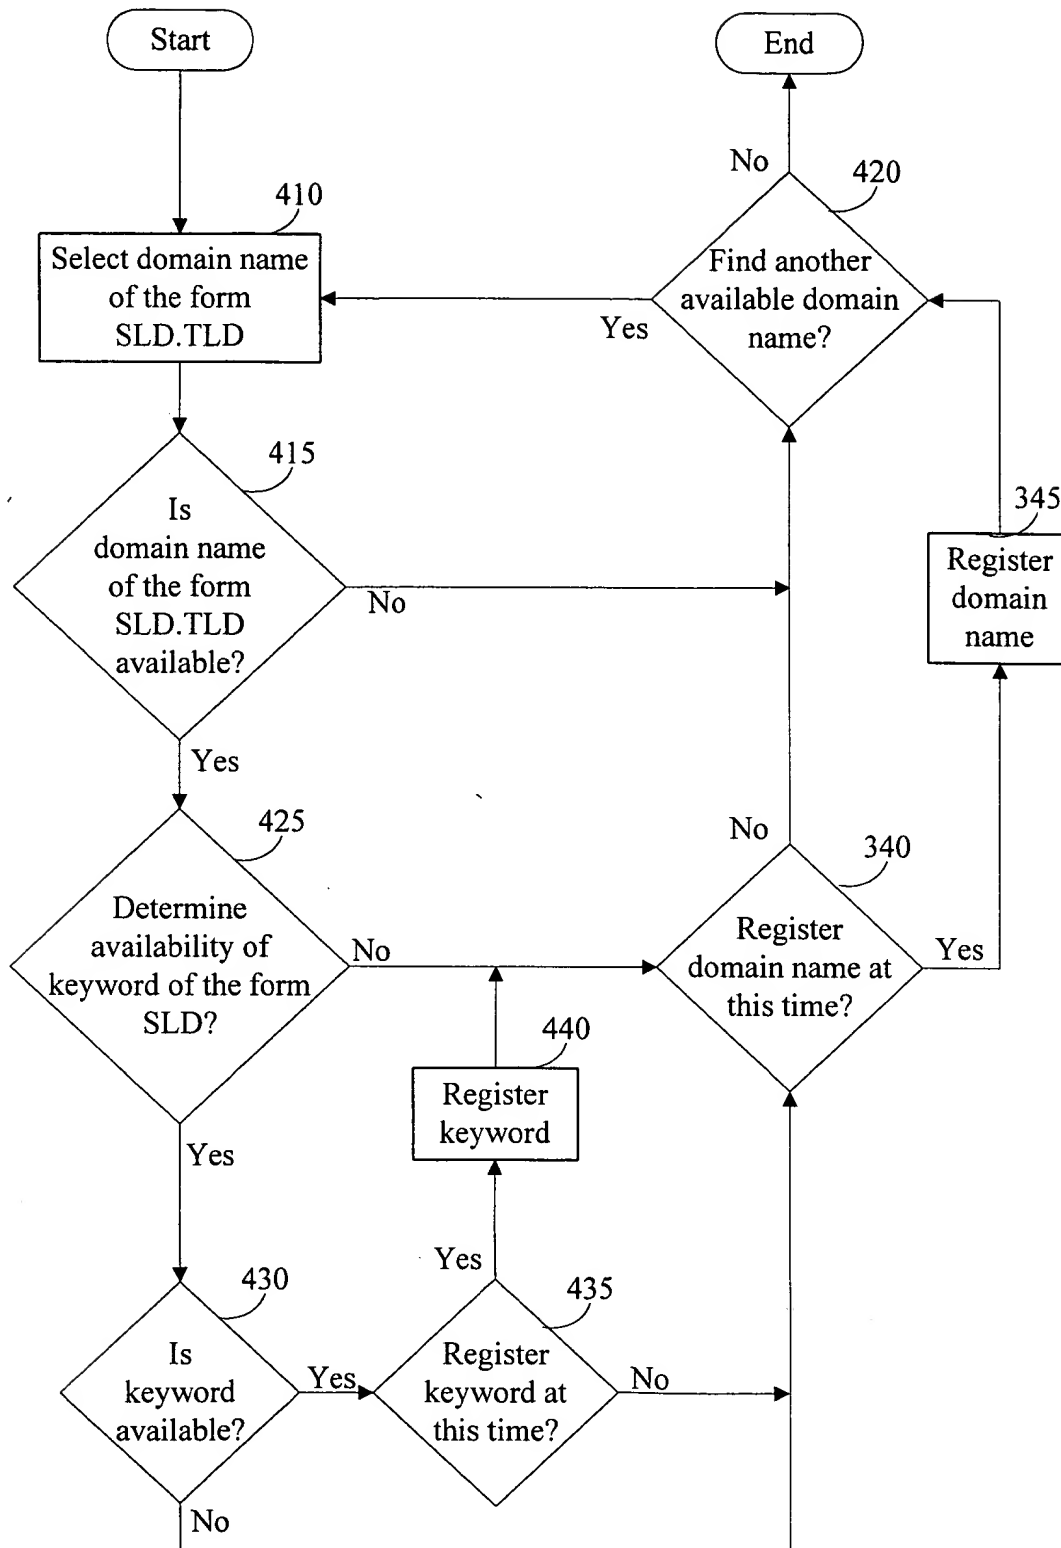 Start
End
No
420
410
Select domain name
of the form
SLD.TLD
Find another
available domain
name?
Yes
415
Is
domain name
of the form
SLD.TLD
available?
No
345
Register
domain
name
Yes
425
No
340
Determine
availability of
keyword of the form
SLD?
No
Register
domain name at
this time?
Yes
440
Register
keyword
Yes
Yes
430
435
Is
keyword
available?
Yes
Register
keyword at
this time?
No
No